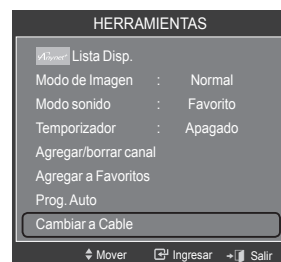 HERRAMIENTAS
Anynet+ Lista Disp.
Modo de Imagen : Normal
Modo sonido : Favorito
Temporizador : Apagado
Agregar/borrar canal
Agregar a Favoritos
Prog. Auto
Cambiar a Cable
Mover Ingresar Salir